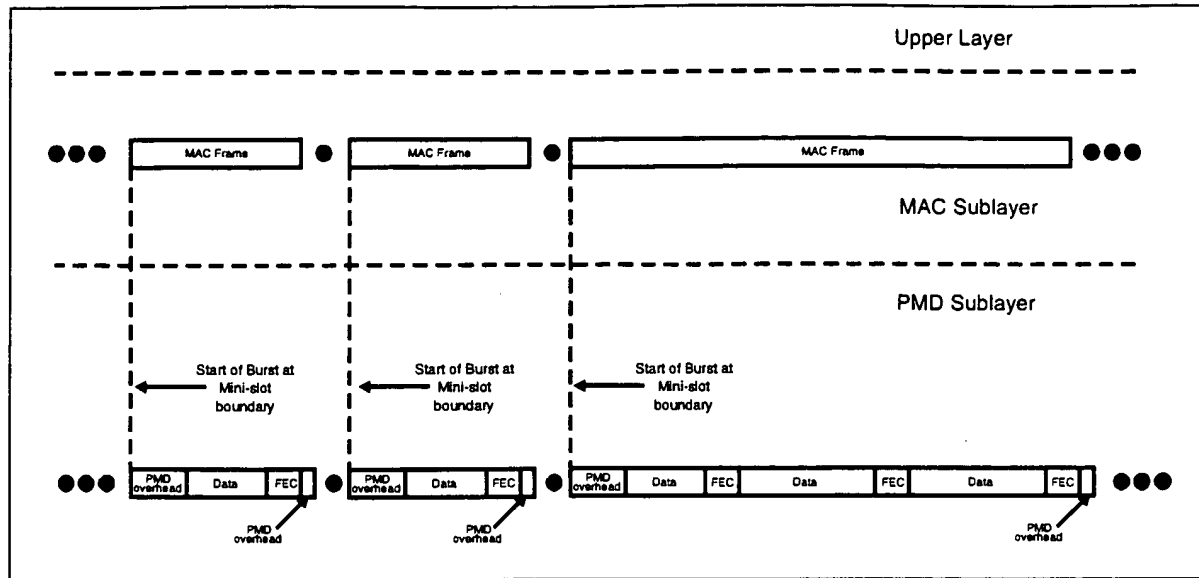 Upper Layer
MAC Frame
MAC Frame
MAC Frame
MAC Sublayer
PMD Sublayer
Start of Burst at
Mini-slot
boundary
Start of Burst at
Mini-slot
boundary
Start of Burst at
Mini-slot
boundary
PMD
overhead
Data
FEC
PMD
overhead
Data
FEC
PMD
overhead
Data
FEC
Data
FEC
Data
FEC
PMD
overhead
PMD
overhead
PMD
overhead